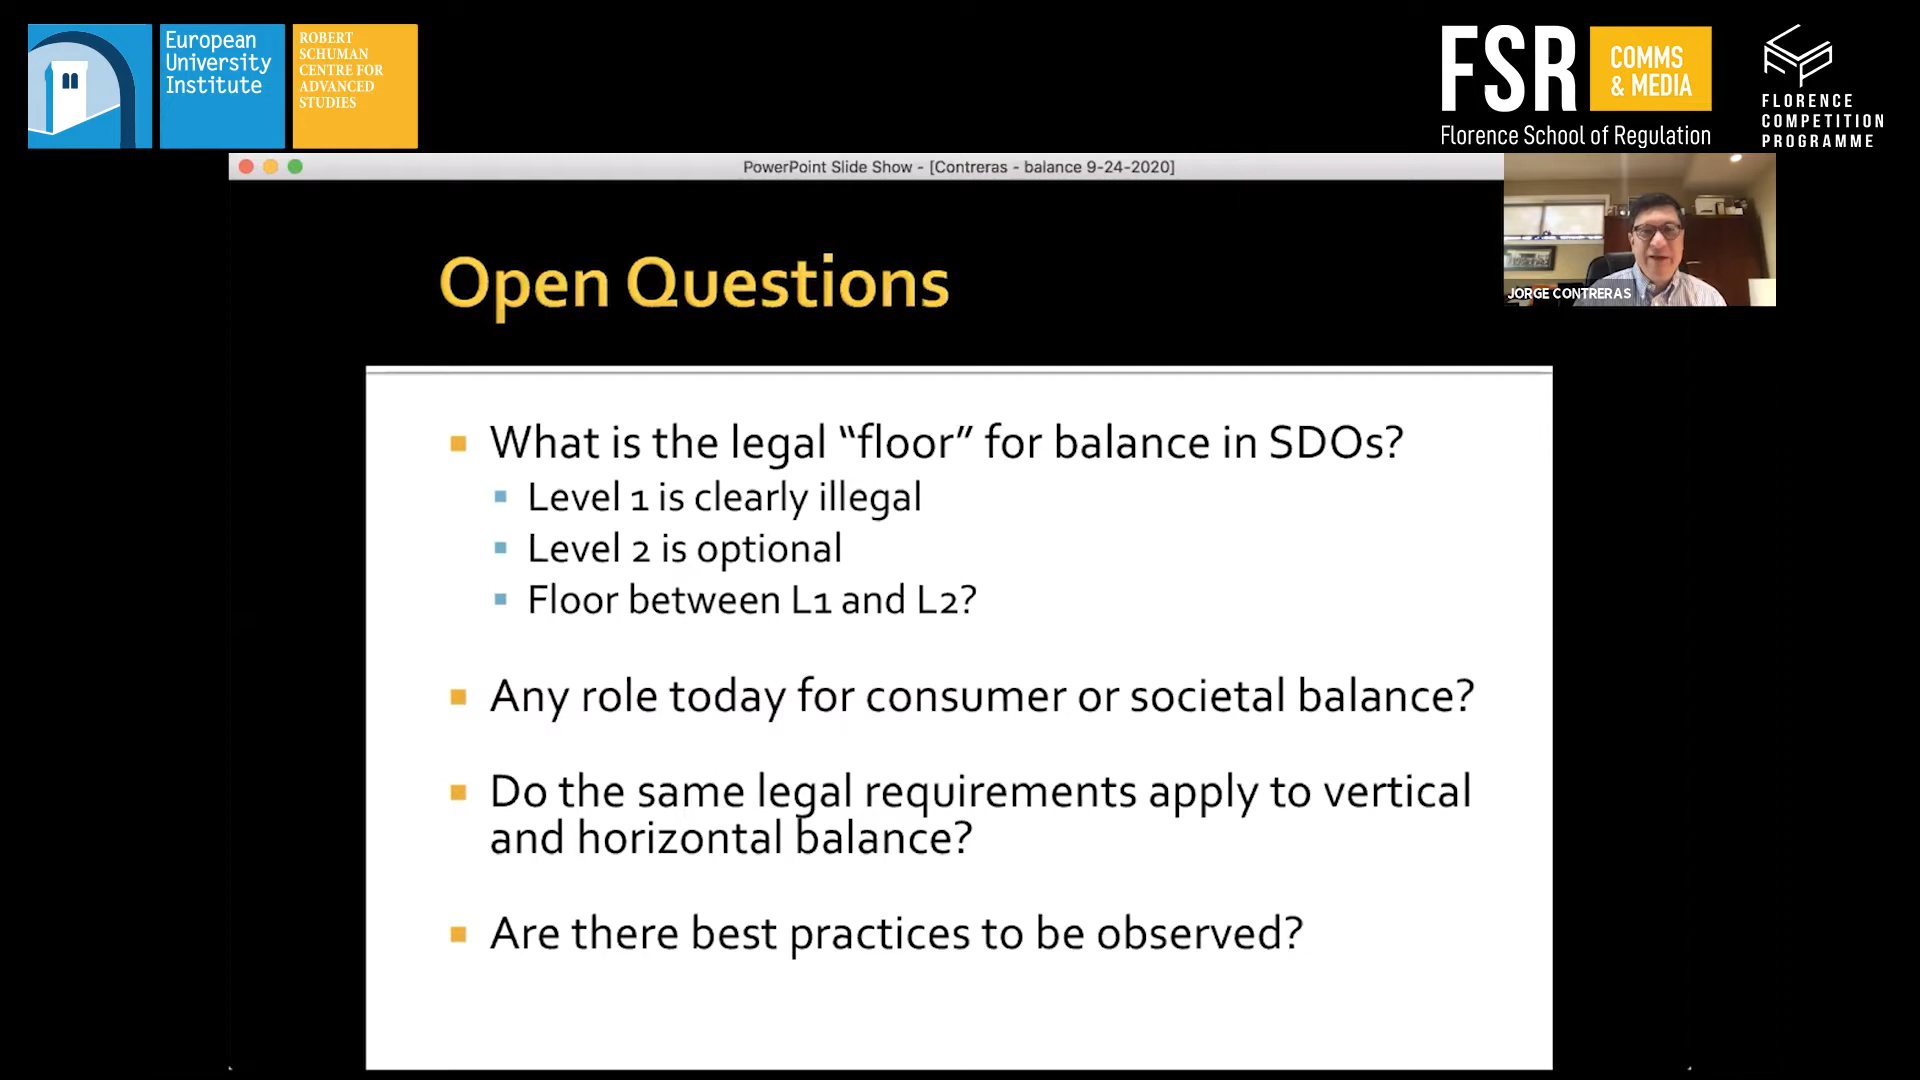 European
University
Institute
ROBERT
SCHUMAN
CENTRE FOR
ADVANCED
STUDIES
FSR
COMMS
& MEDIA
Florence School of Regulation
FLORENCE
COMPETITION
PROGRAMME
PowerPoint Slide Show - [Contreras - balance 9-24-2020]
JORGE CONTRERAS
Open Questions
What is the legal “floor” for balance in SDOs?
Level 1 is clearly illegal
Level 2 is optional
Floor between L1 and L2?
Any role today for consumer or societal balance?
Do the same legal requirements apply to vertical
and horizontal balance?
Are there best practices to be observed?